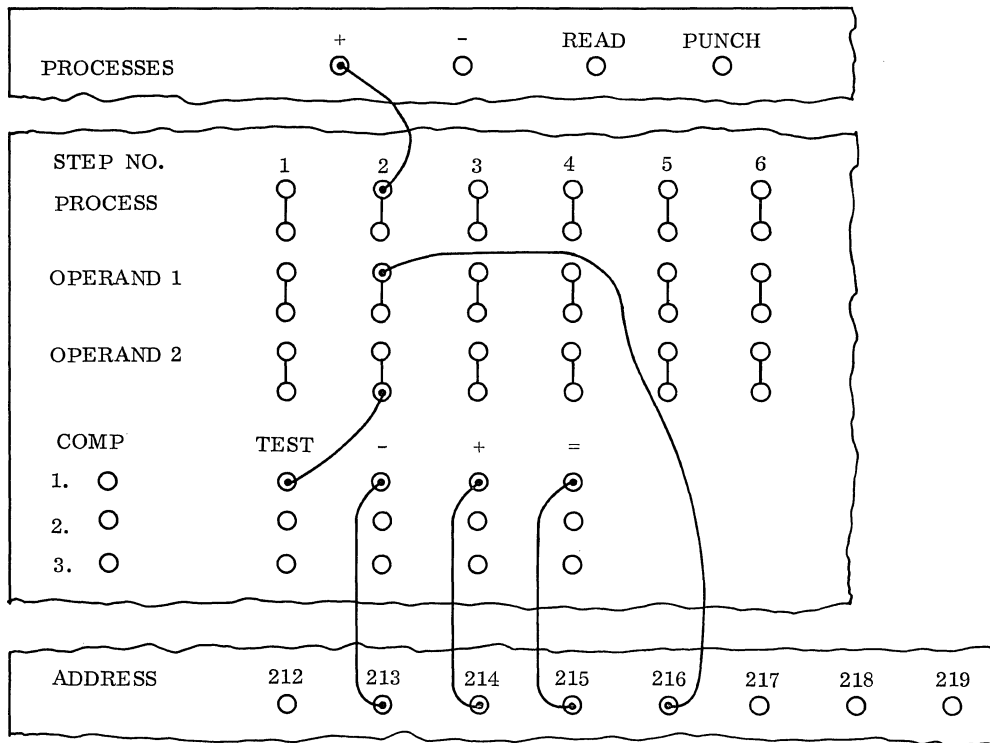 + - READ PUNCH
PROCESSES
STEP NO. 1 2 3 4 5 6
PROCESS
OPERAND 1
OPERAND 2
COMP TEST - + =
1.
2.
3.
ADDRESS 212 213 214 215 216 217 218 219